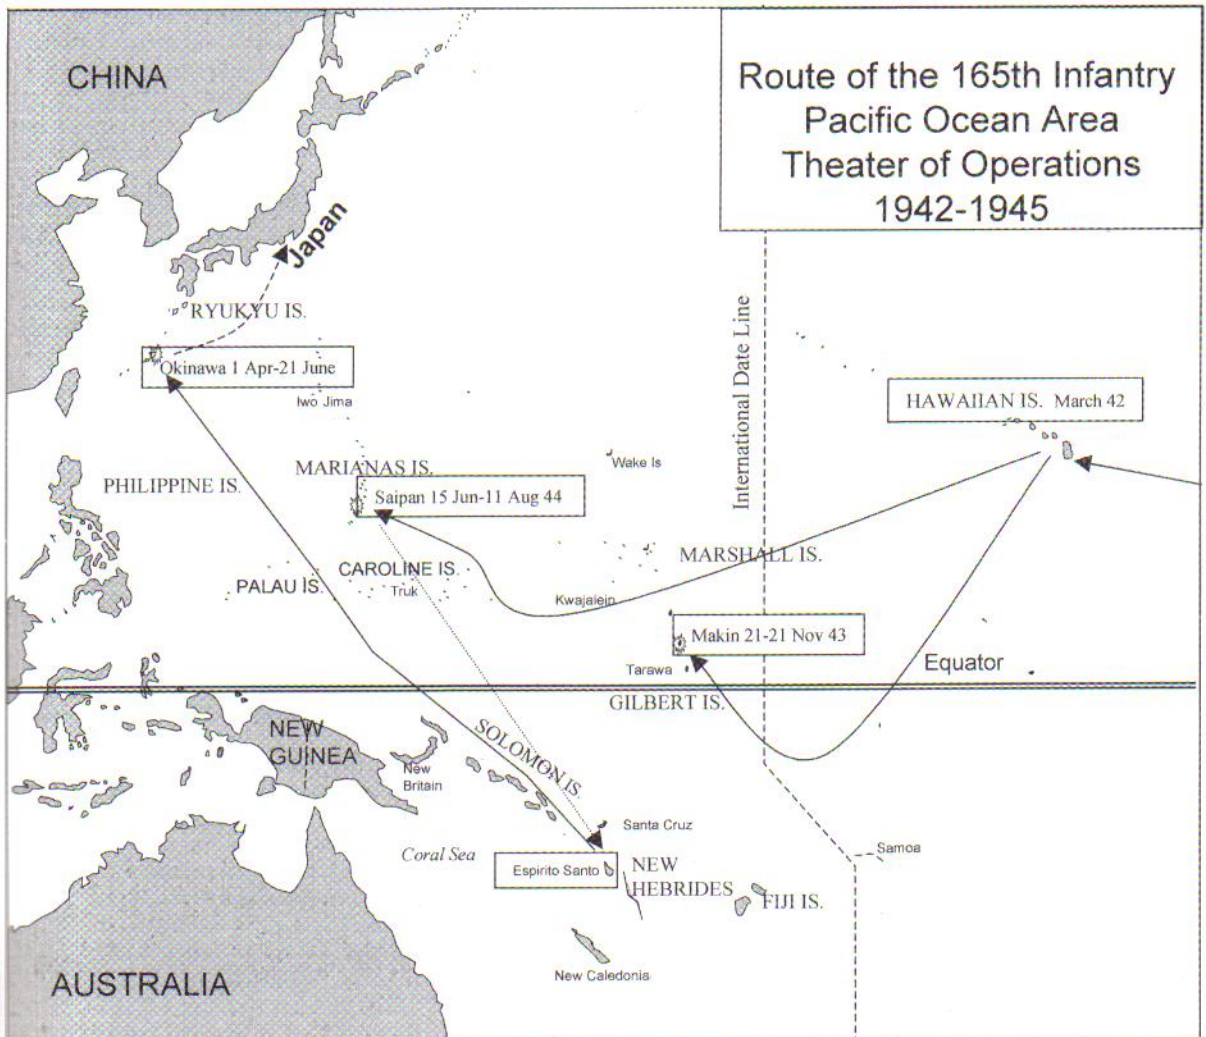 CHINA
Route of the 165th Infantry
Pacific Ocean Area
Theater of Operations
1942-1945
Japan
RYUKYU IS.
International Date Line
Okinawa 1 Apr-21 June
Iwo Jima
HAWAIIAN IS. March 42
MARIANAS IS.
Wake Is
PHILIPPINE IS.
Saipan 15 Jun-11 Aug 44
MARSHALL IS.
CAROLINE IS.
PALAU IS.
Truk
Kwajalein
Makin 21-21 Nov 43
Tarawa
Equator
GILBERT IS.
NEW
GUINEA
SOLOMON IS.
New
Britain
Santa Cruz
Coral Sea
Samoa
Espirito Santo
NEW
HEBRIDES
FIJI IS.
New Caledonia
AUSTRALIA